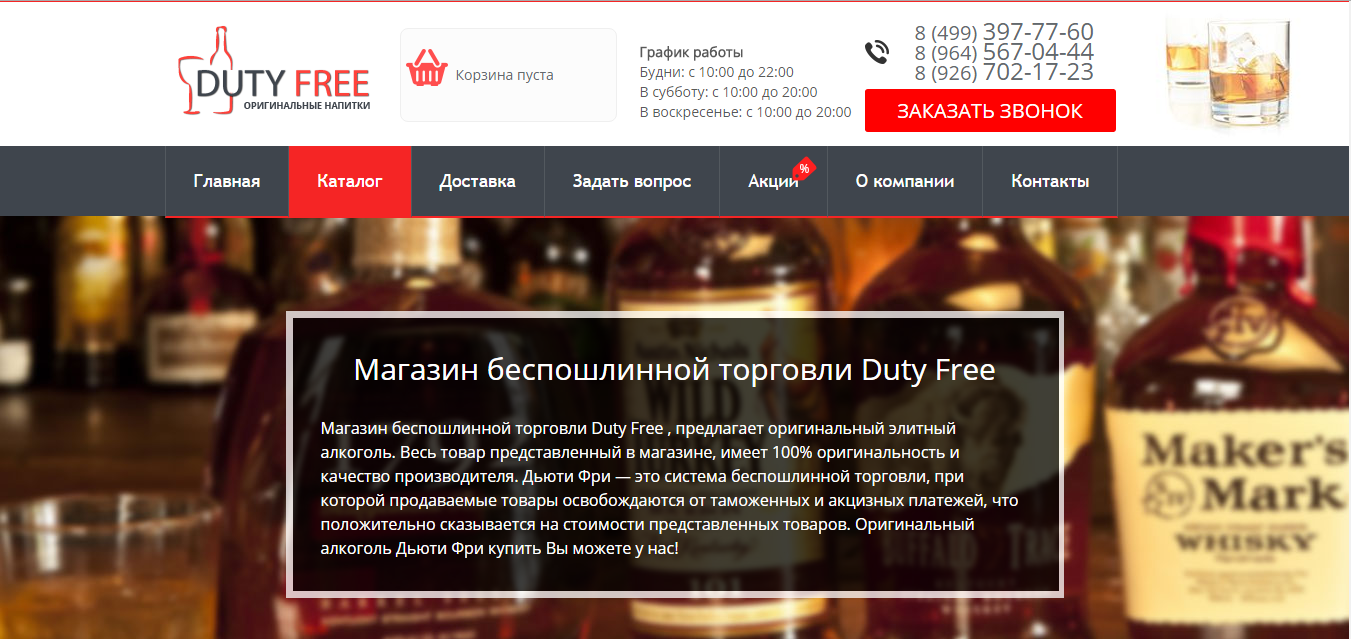 DUTY FREE
ОРИГИНАЛЬНЫЕ НАПИТКИ
Корзина пуста
График работы
Будни: с 10:00 до 22:00
В субботу: с 10:00 до 20:00
В воскресенье: с 10:00 до 20:00
8 (499) 397-77-60
8 (964) 567-04-44
8 (926) 702-17-23
ЗАКАЗАТЬ ЗВОНОК
Главная
Каталог
Доставка
Задать вопрос
Акции
%
О компании
Контакты
Магазин беспошлинной торговли Duty Free
Магазин беспошлинной торговли Duty Free , предлагает оригинальный элитный
алкоголь. Весь товар представленный в магазине, имеет 100% оригинальность и
качество производителя. Дьюти Фри — это система беспошлинной торговли, при
которой продаваемые товары освобождаются от таможенных и акцизных платежей, что
положительно сказывается на стоимости представленных товаров. Оригинальный
алкоголь Дьюти Фри купить Вы можете у нас!
Maker's
Mark
WHISKY
WILD
101